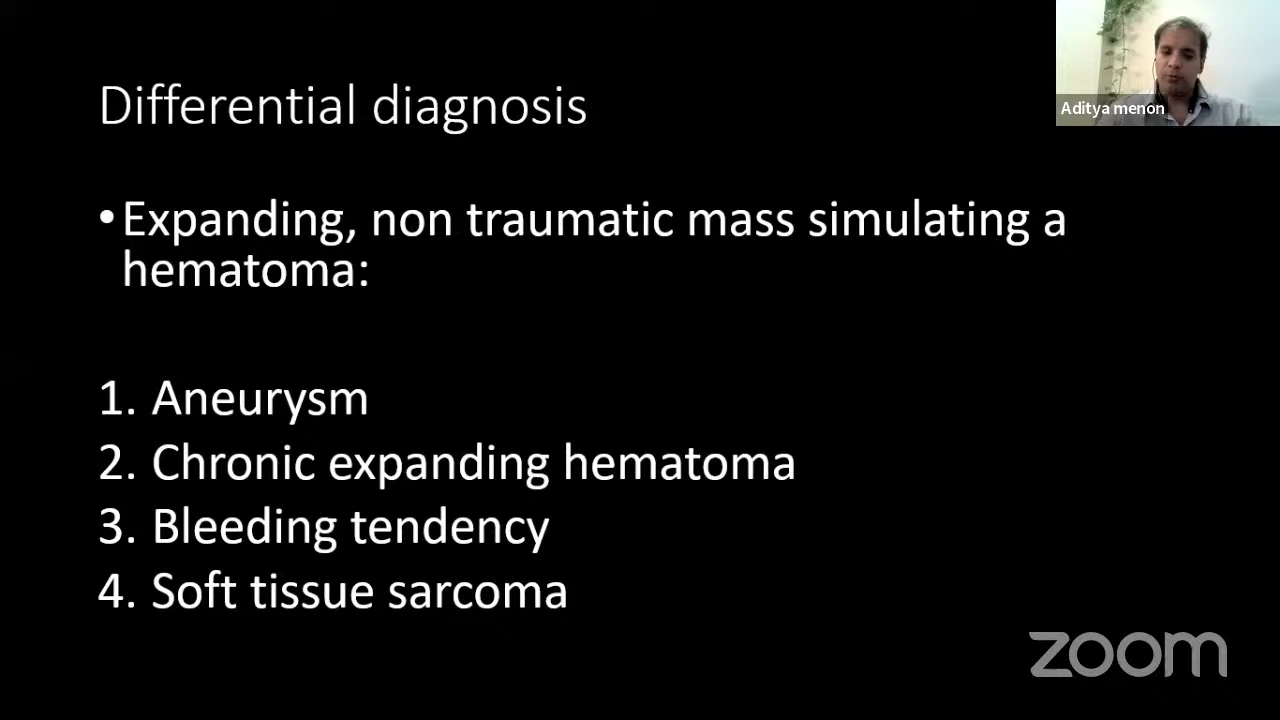 Differential diagnosis
Aditya menon
•Expanding, non traumatic mass simulating a
hematoma:
1. Aneurysm
2. Chronic expanding hematoma
3. Bleeding tendency
4. Soft tissue sarcoma
zoom